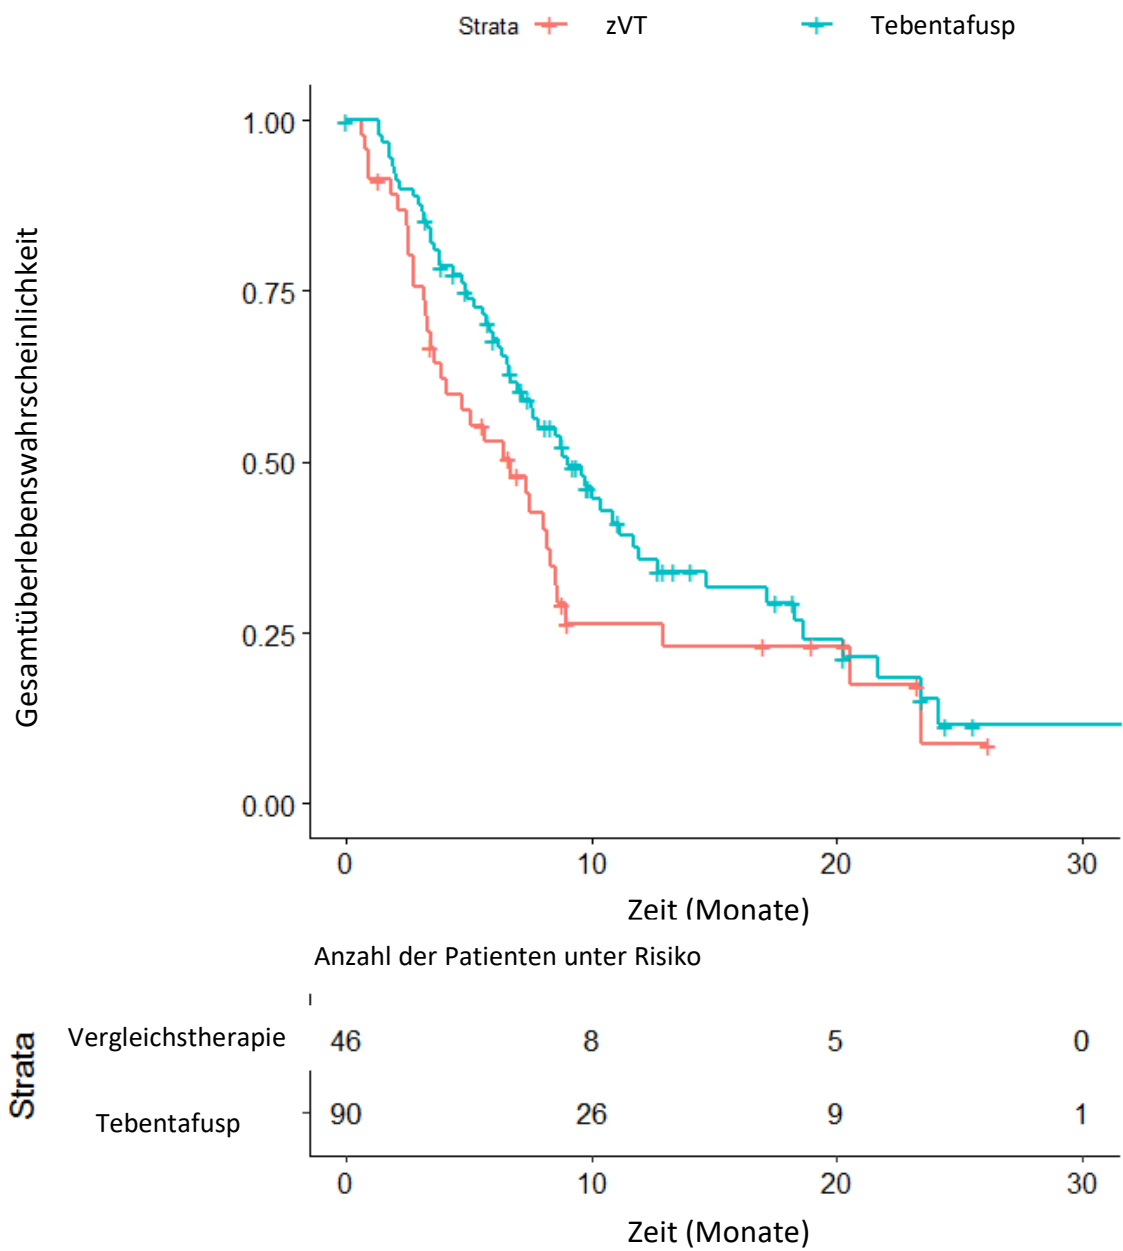 Strata zVT Tebentafusp
Gesamtüberlebenswahrscheinlichkeit
1.00
0.75
0.50
0.25
0.00
0 10 20 30
Zeit (Monate)
Anzahl der Patienten unter Risiko
Strata
Vergleichstherapie 46 8 5 0
Tebentafusp 90 26 9 1
0 10 20 30
Zeit (Monate)